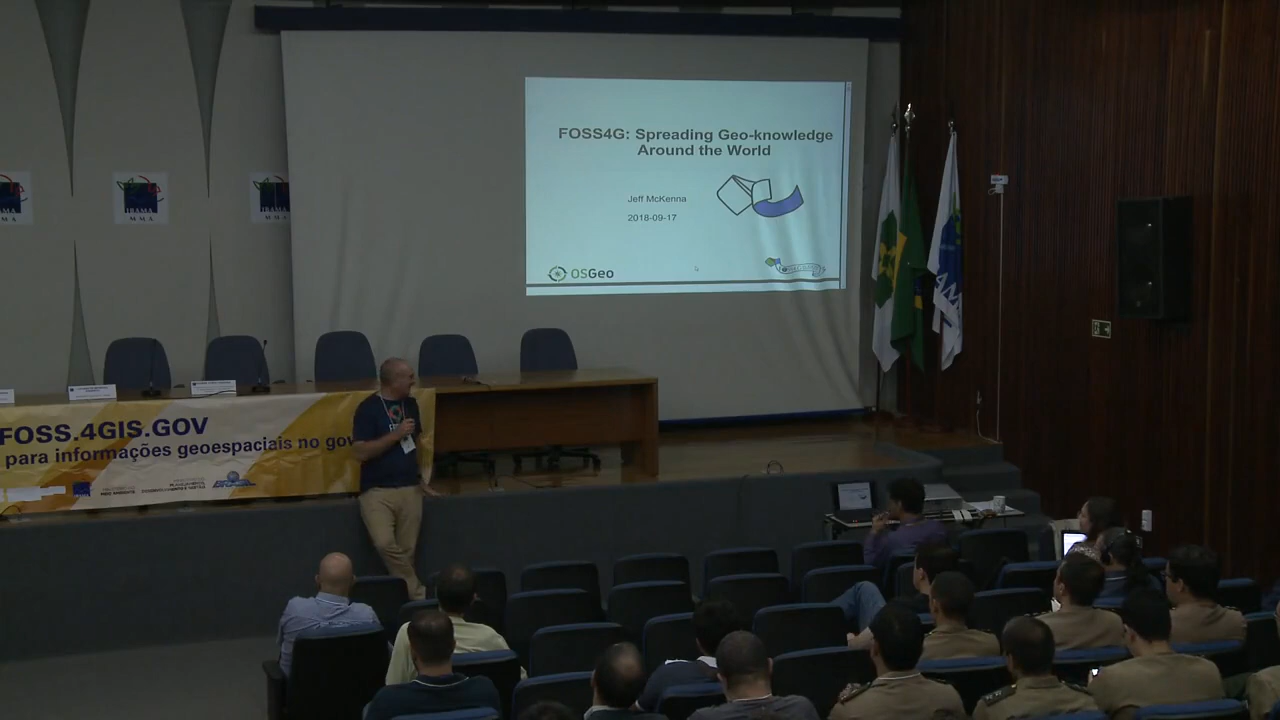 FOSS4G: Spreading Geo-knowledge
Around the World
Jeff McKenna
2018-09-17
OSGeo
IBAMA
M M A
FOSS.4GIS.GOV
para informações geoespaciais no gov